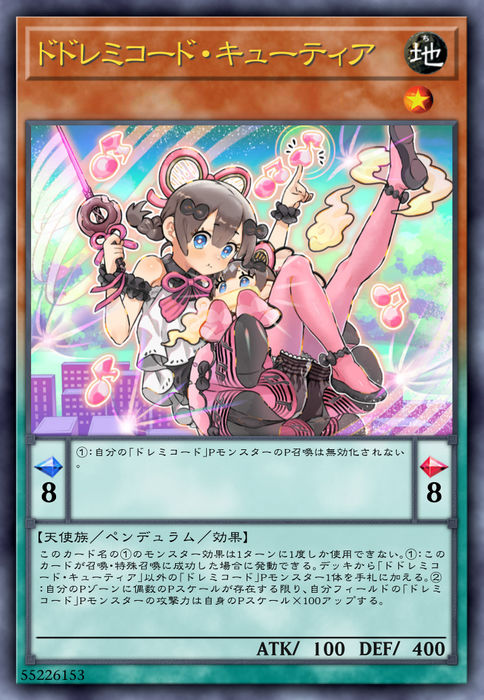 ドドレミコード・キューティア
ち
地
①:自分の「ドレミコード」PモンスターのP召喚は無効化されない
。
8
8
【天使族/ペンデュラム/効果】
このカード名の①のモンスター効果は1ターンに1度しか使用できない。①:この
カードが召喚・特殊召喚に成功した場合に発動できる。デッキから「ドドレミコ
ード・キューティア」以外の「ドレミコード」Pモンスター1体を手札に加える。②
:自分のPゾーンに偶数のPスケールが存在する限り、自分フィールドの「ドレミ
コード」Pモンスターの攻撃力は自身のPスケール×100アップする。
ATK/ 100 DEF/ 400
55226153